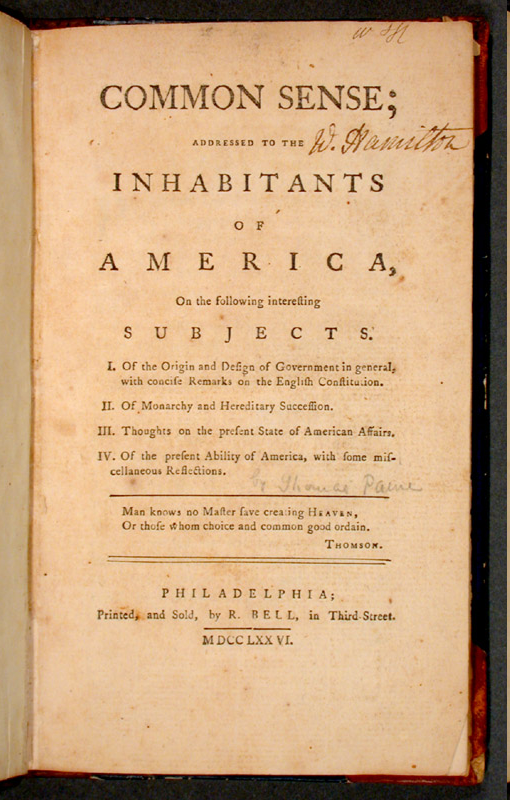 COMMON SENSE;
ADDRESSED TO THE
W. Hamilton
INHABITANTS
OF
AMERICA,
On the following intereſting
SUBJECTS.
I. Of the Origin and Deſign of Government in general,
with conciſe Remarks on the Engliſh Conſtitution.
II. Of Monarchy and Hereditary Succeſſion.
III. Thoughts on the preſent State of American Affairs.
IV. Of the preſent Ability of America, with ſome miſ-
cellaneous Reflections.
by Thomas Paine
Man knows no Maſter ſave creating HEAVEN,
Or thoſe whom choice and common good ordain.
THOMSON.
PHILADELPHIA;
Printed, and Sold, by R. BELL, in Third-Street.
MDCCLXXVI.